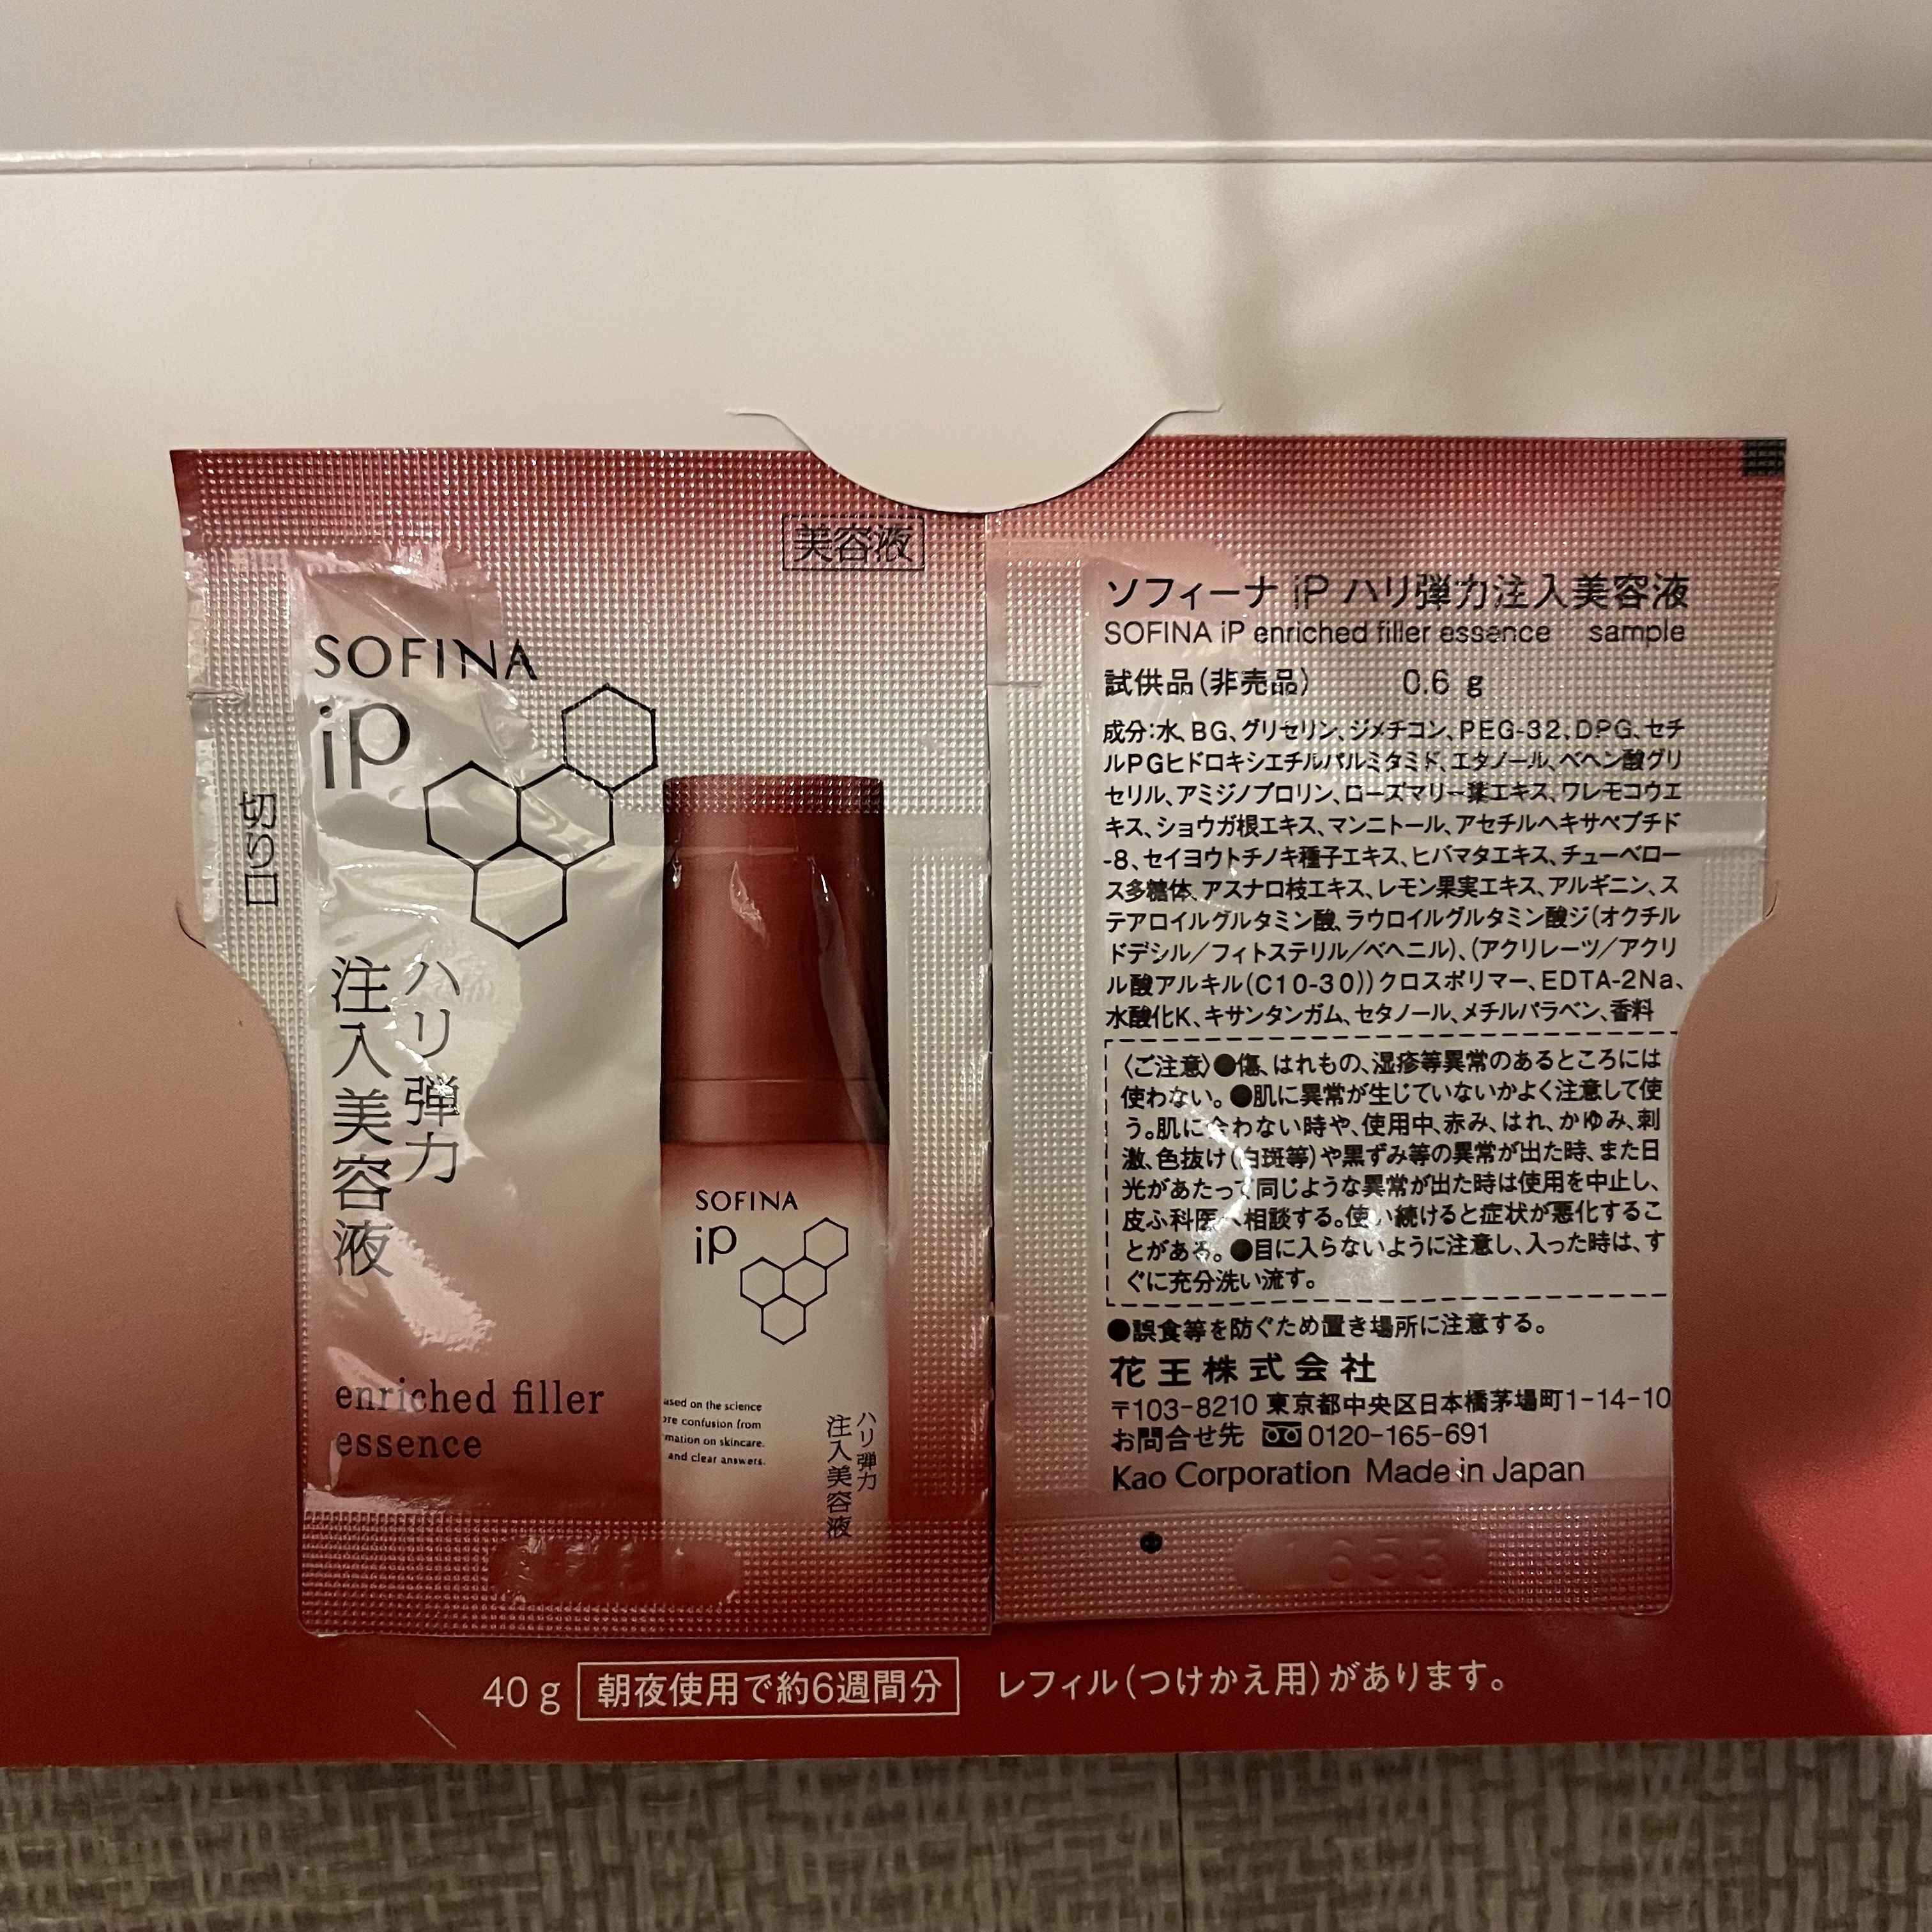 美容液
SOFINA
iP
切り口
ハリ弾力
注入美容液
enriched filler
essence
SOFINA
iP
ased on the science
ore confusion from
mation on skincare.
and clear answers.
ハリ弾力
注入美容液
ソフィーナ iP ハリ弾力注入美容液
SOFINA iP enriched filler essence sample
試供品(非売品) 0.6 g
成分:水、BG、グリセリン、ジメチコン、PEG-32、DPG、セチ
ルPGヒドロキシエチルパルミタミド、エタノール、ベヘン酸グリ
セリル、アミジノプロリン、ローズマリー葉エキス、ワレモコウエ
キス、ショウガ根エキス、マンニトール、アセチルヘキサペプチド
-8、セイヨウトチノキ種子エキス、ヒバマタエキス、チューベロー
ス多糖体、アスナロ枝エキス、レモン果実エキス、アルギニン、ス
テアロイルグルタミン酸、ラウロイルグルタミン酸ジ(オクチル
ドデシル/フィトステリル/ベヘニル)、(アクリレーツ/アクリ
ル酸アルキル(C10-30))クロスポリマー、EDTA-2Na、
水酸化K、キサンタンガム、セタノール、メチルパラベン、香料
〈ご注意〉●傷、はれもの、湿疹等異常のあるところには
使わない。●肌に異常が生じていないかよく注意して使
う。肌に合わない時や、使用中、赤み、はれ、かゆみ、刺
激、色抜け(白斑等)や黒ずみ等の異常が出た時、また日
光があたって同じような異常が出た時は使用を中止し、
皮ふ科医へ相談する。使い続けると症状が悪化するこ
とがある。●目に入らないように注意し、入った時は、す
ぐに充分洗い流す。
●誤食等を防ぐため置き場所に注意する。
花王株式会社
〒103-8210 東京都中央区日本橋茅場町1-14-10
お問合せ先 0120-165-691
Kao Corporation Made in Japan
1653
40 g 朝夜使用で約6週間分 レフィル(つけかえ用)があります。